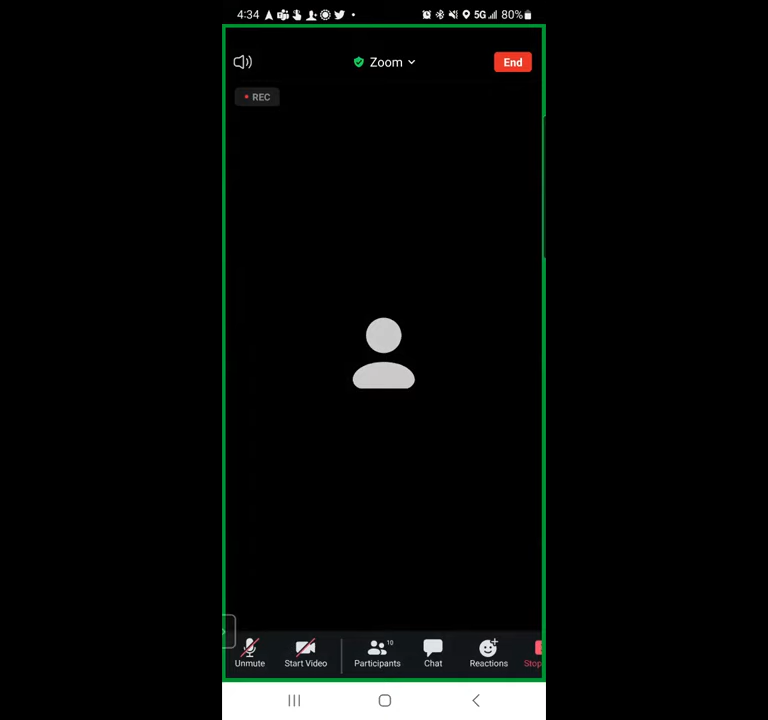 4:34 5G 80%
Zoom End
REC
10
Unmute Start Video Participants Chat Reactions Stop